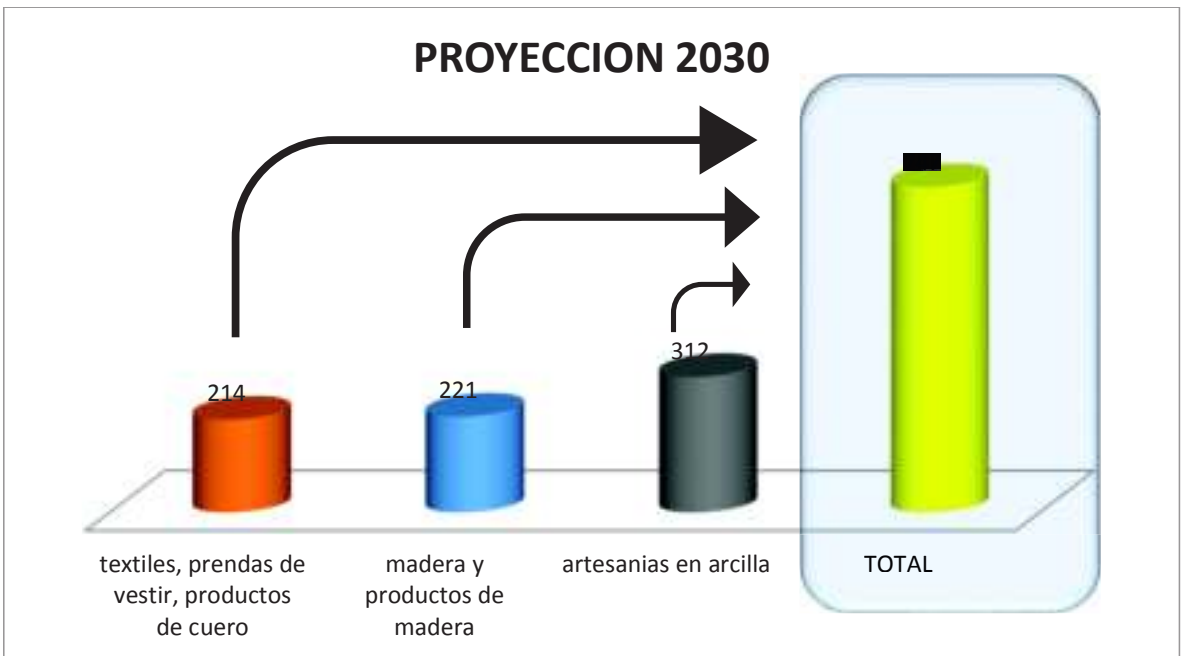 PROYECCION 2030
214
221
312
textiles, prendas de
vestir, productos
de cuero
madera y
productos de
madera
artesanias en arcilla
TOTAL